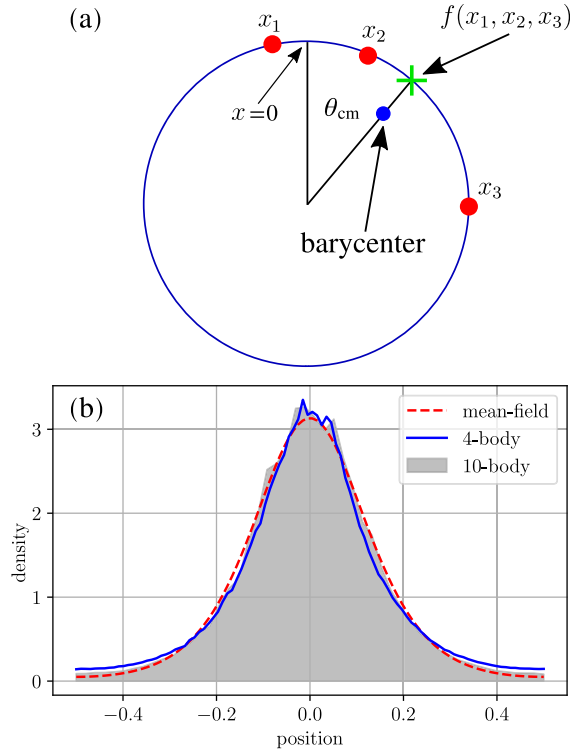 (a)
x₁
x₂
f(x₁, x₂, x₃)
x=0
θcm
x₃
barycenter
(b)
mean-field
4-body
10-body
density
3
2
1
0
−0.4
−0.2
0.0
0.2
0.4
position